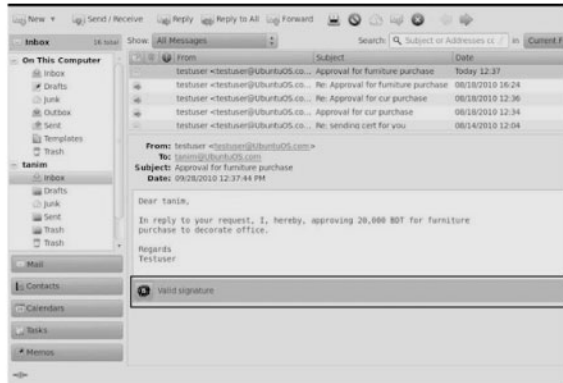 New Send / Receive Reply Reply to All Forward
Inbox 16 total Show: All Messages Search: Subject or Addresses in Current F
From Subject Date
On This Computer
Inbox
Drafts
Junk
Outbox
Sent
Templates
Trash
tanim
Inbox
Drafts
Junk
Sent
Trash
Trash
Mail
Contacts
Calendars
Tasks
Memos
testuser <testuser@UbuntuOS.co... Approval for furniture purchase Today 12:37
testuser <testuser@UbuntuOS.co... Re: Approval for furniture purchase 08/18/2010 16:24
testuser <testuser@UbuntuOS.co... Re: Approval for cur purchase 08/18/2010 12:36
testuser <testuser@UbuntuOS.co... Approval for cur purchase 08/18/2010 12:34
testuser <testuser@UbuntuOS.co... Re: sending cert for you 08/14/2010 12:04
From: testuser <testuser@UbuntuOS.com>
To: tanim@UbuntuOS.com
Subject: Approval for furniture purchase
Date: 09/28/2010 12:37:44 PM
Dear tanim,
In reply to your request, I, hereby, approving 20,000 BDT for furniture
purchase to decorate office.
Regards
Testuser
Valid signature